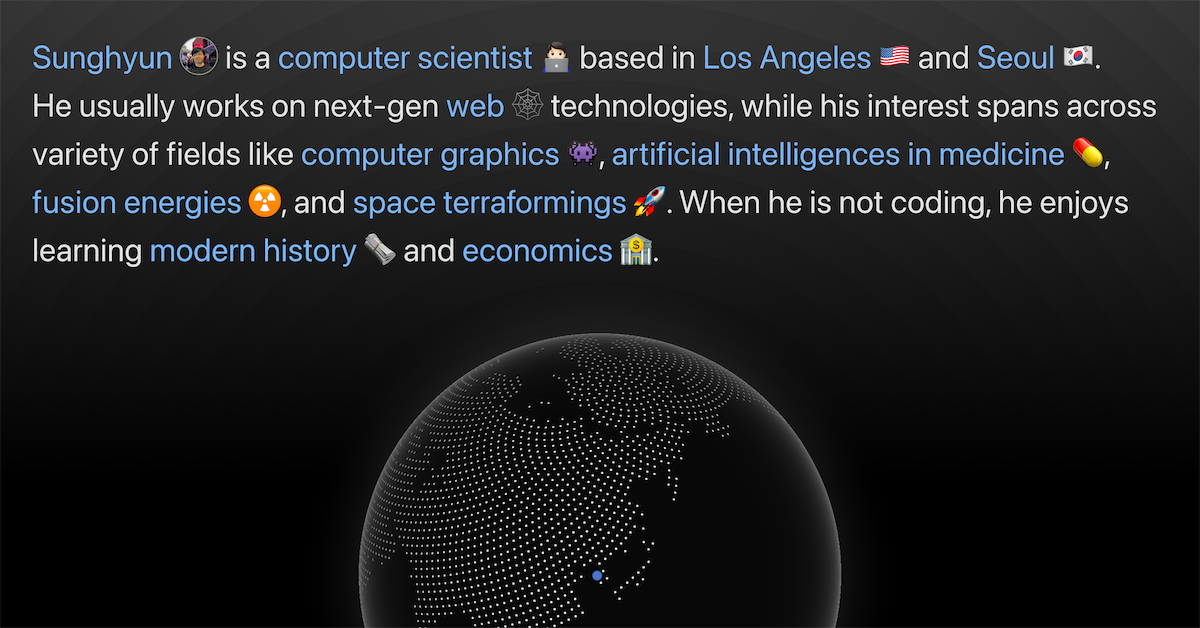 Sunghyun is a computer scientist 🧑🏻‍💻 based in Los Angeles 🇺🇸 and Seoul 🇰🇷.
He usually works on next-gen web 🕸 technologies, while his interest spans across
variety of fields like computer graphics 👾, artificial intelligences in medicine 💊,
fusion energies ☢️, and space terraformings 🚀. When he is not coding, he enjoys
learning modern history 🗞 and economics 🏦.